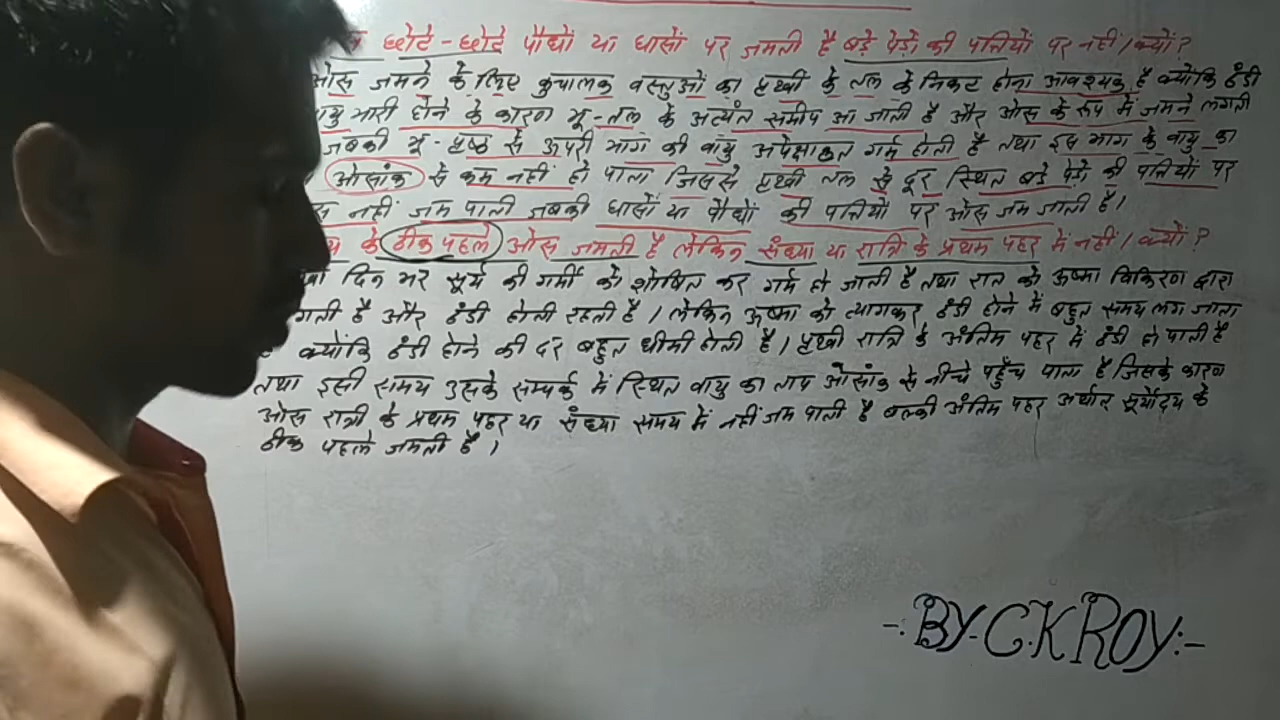 छोटे-छोटे पौधों या घासों पर जमती है बड़े पेड़ो की पत्तियों पर नहीं। क्यों?
ओस जमने के लिए कुचालक वस्तुओं का पृथ्वी के तल के निकट होना आवश्यक है क्योंकि ठंडी
वायु भारी होने के कारण भू-तल के अत्यंत समीप आ जाती है और ओस के रूप में जमने लगती
जबकी भू-पृष्ठ से ऊपरी भाग की वायु अपेक्षाकृत गर्म होती है तथा इस भाग के वायु का
ओसांक से कम नहीं हो पाता जिससे पृथ्वी तल से दूर स्थित बड़े पेड़ो की पत्तियों पर
नहीं जम पाती जबकी घासों या पौधों की पत्तियों पर ओस जम जाती है।
के ठीक पहले ओस जमती है लेकिन संध्या या रात्रि के प्रथम पहर में नहीं। क्यों?
दिन भर सूर्य की गर्मी को शोषित कर गर्म हो जाती है तथा रात को ऊष्मा विकिरण द्वारा
है और ठंडी होती रहती है। लेकिन ऊष्मा को त्यागकर ठंडी होने में बहुत समय लग जाता
है क्योंकि ठंडी होने की दर बहुत धीमी होती है। पृथ्वी रात्रि के अंतिम पहर में ठंडी हो पाती है
तथा इसी समय उसके सम्पर्क में स्थित वायु का ताप ओसांक से नीचे पहुँच पाता है जिसके कारण
ओस रात्री के प्रथम पहर या संध्या समय में नहीं जम पाती है बल्की अंतिम पहर अर्थात सूर्योदय के
ठीक पहले जमती है।
-: BY-C.K ROY:-